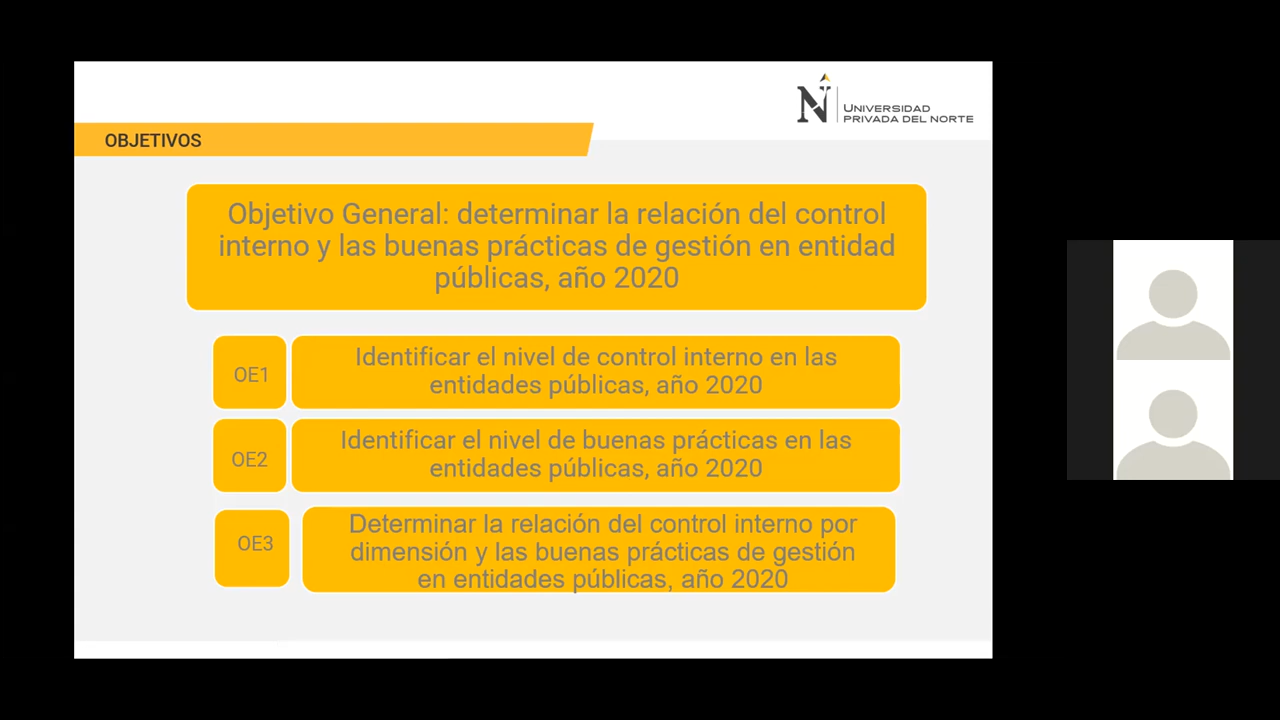 UNIVERSIDAD
PRIVADA DEL NORTE
OBJETIVOS
Objetivo General: determinar la relación del control
interno y las buenas prácticas de gestión en entidad
públicas, año 2020
OE1
Identificar el nivel de control interno en las
entidades públicas, año 2020
OE2
Identificar el nivel de buenas prácticas en las
entidades públicas, año 2020
OE3
Determinar la relación del control interno por
dimensión y las buenas prácticas de gestión
en entidades públicas, año 2020